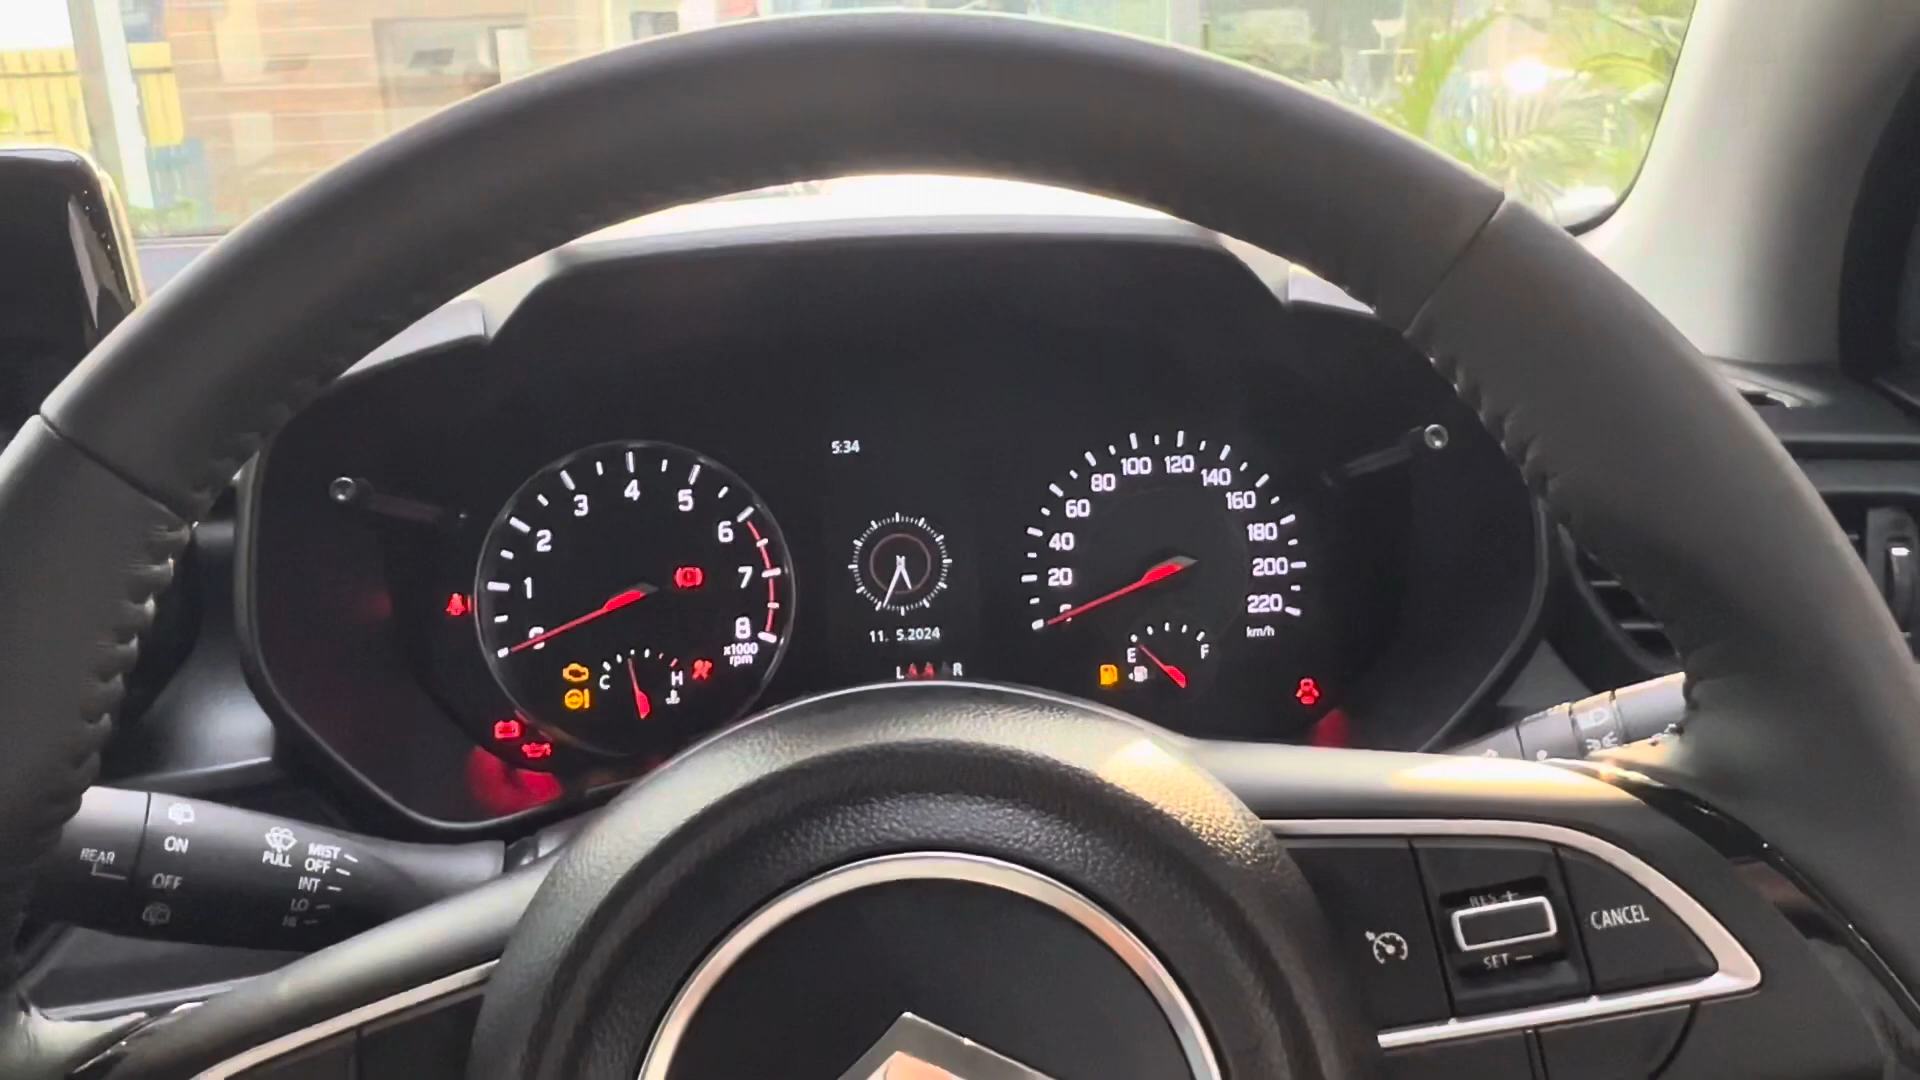 5:34
1
2
3
4
5
6
7
8
x1000
rpm
C
H
11. 5.2024
L
R
20
40
60
80
100
120
140
160
180
200
220
km/h
E
F
REAR
ON
OFF
PULL
MIST
OFF
INT
LO
HI
RES +
SET −
CANCEL